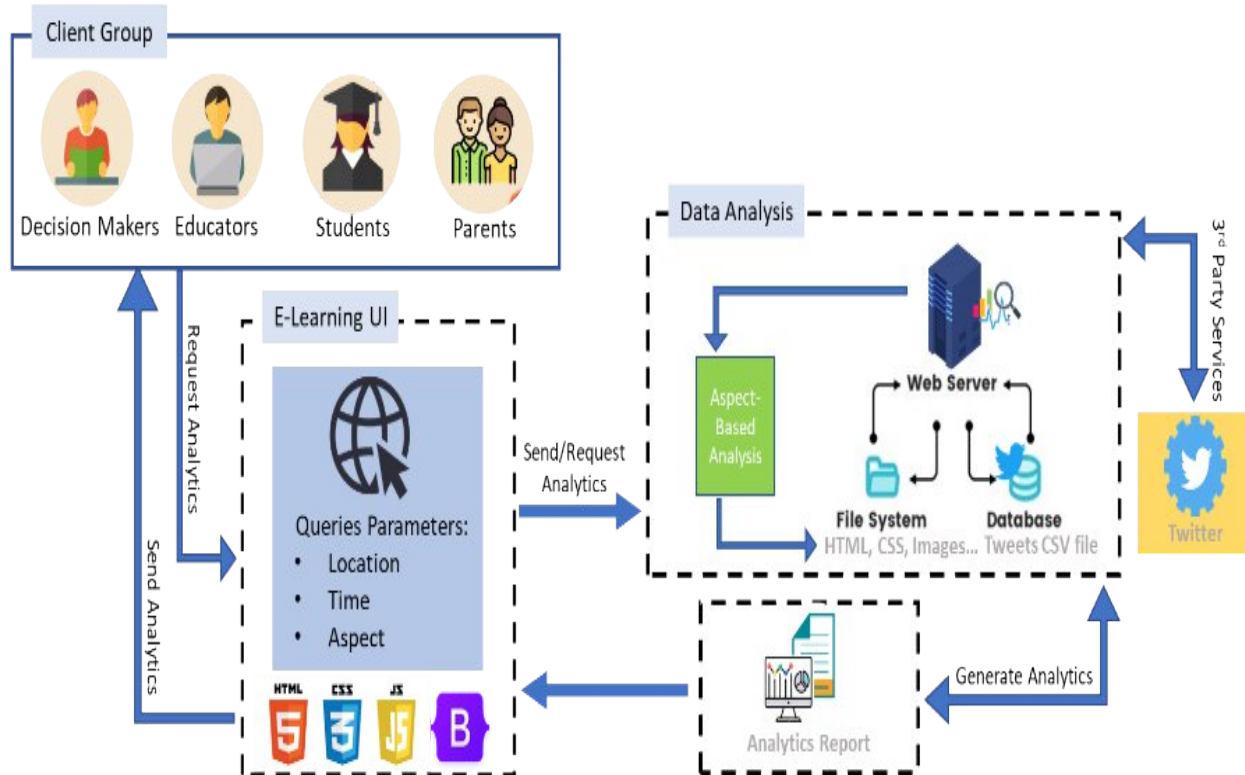 Client Group
Decision Makers
Educators
Students
Parents
Request Analytics
Send Analytics
E-Learning UI
Queries Parameters:
• Location
• Time
• Aspect
HTML
5
CSS
3
JS
JS
B
Send/Request
Analytics
Data Analysis
Aspect-
Based
Analysis
Web Server
File System
HTML, CSS, Images...
Database
Tweets CSV file
3rd Party Services
Twitter
Generate Analytics
Analytics Report